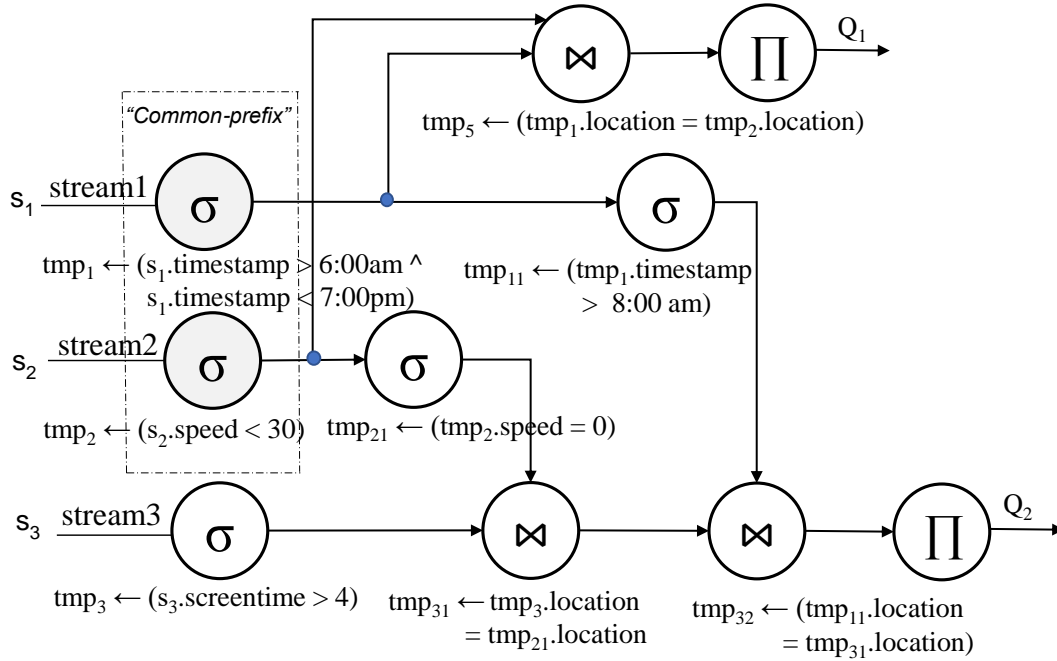 ⋈
∏
Q1
tmp5 ← (tmp1.location = tmp2.location)
“Common-prefix”
s1
stream1
σ
σ
tmp1 ← (s1.timestamp > 6:00am ^
s1.timestamp < 7:00pm)
tmp11 ← (tmp1.timestamp
> 8:00 am)
s2
stream2
σ
σ
tmp2 ← (s2.speed < 30)
tmp21 ← (tmp2.speed = 0)
s3
stream3
σ
⋈
⋈
∏
Q2
tmp3 ← (s3.screentime > 4)
tmp31 ← tmp3.location
= tmp21.location
tmp32 ← (tmp11.location
= tmp31.location)